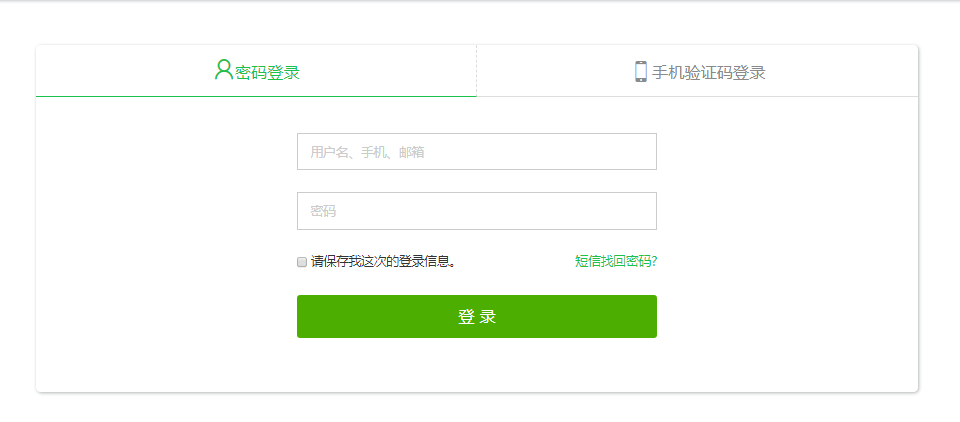 密码登录
手机验证码登录
用户名、手机、邮箱
密码
请保存我这次的登录信息。
短信找回密码?
登 录